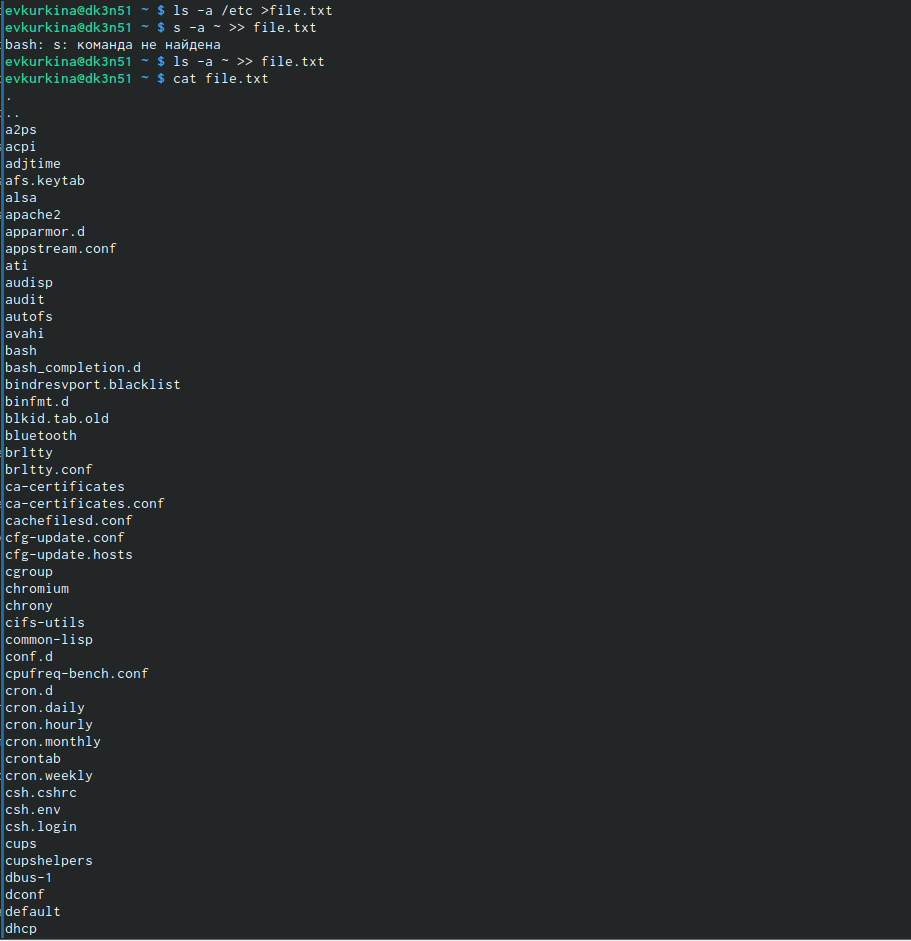 evkurkina@dk3n51 ~ $ ls -a /etc >file.txt
evkurkina@dk3n51 ~ $ s -a ~ >> file.txt
bash: s: команда не найдена
evkurkina@dk3n51 ~ $ ls -a ~ >> file.txt
evkurkina@dk3n51 ~ $ cat file.txt
.
..
a2ps
acpi
adjtime
afs.keytab
alsa
apache2
apparmor.d
appstream.conf
ati
audisp
audit
autofs
avahi
bash
bash_completion.d
bindresvport.blacklist
binfmt.d
blkid.tab.old
bluetooth
brltty
brltty.conf
ca-certificates
ca-certificates.conf
cachefilesd.conf
cfg-update.conf
cfg-update.hosts
cgroup
chromium
chrony
cifs-utils
common-lisp
conf.d
cpufreq-bench.conf
cron.d
cron.daily
cron.hourly
cron.monthly
crontab
cron.weekly
csh.cshrc
csh.env
csh.login
cups
cupshelpers
dbus-1
dconf
default
dhcp